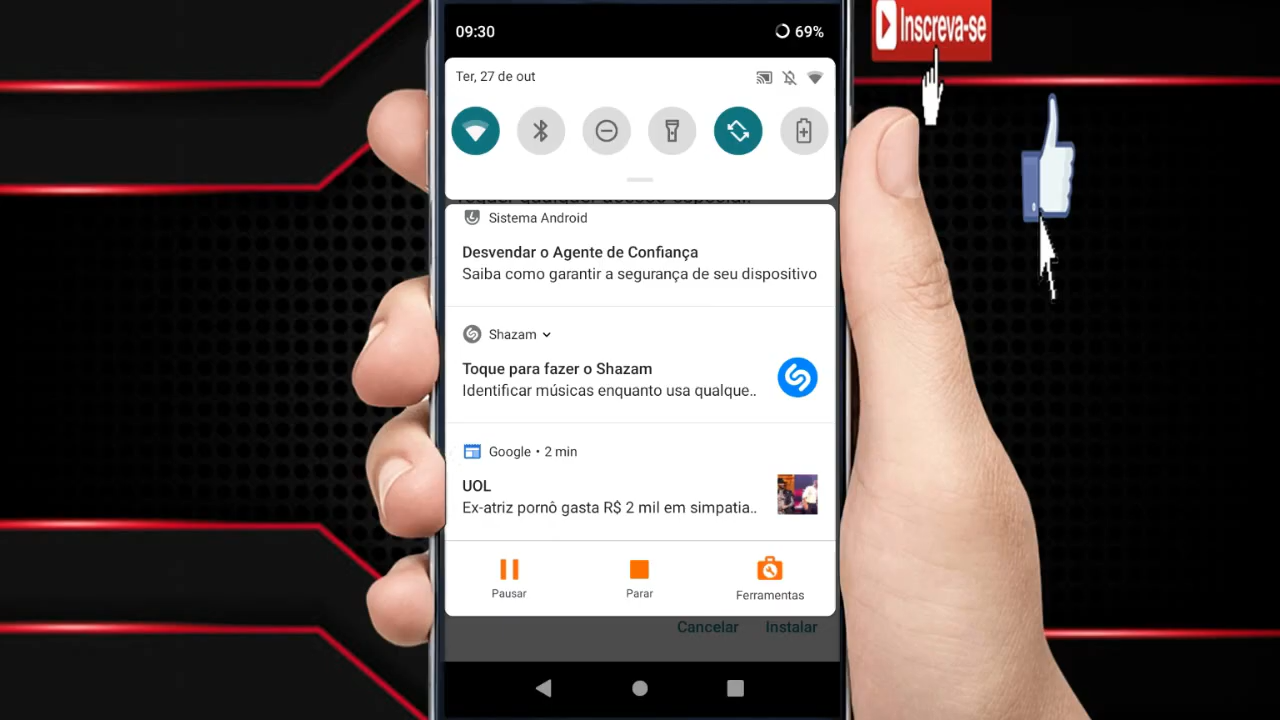 09:30
69%
Inscreva-se
Ter, 27 de out
Sistema Android
Desvendar o Agente de Confiança
Saiba como garantir a segurança de seu dispositivo
Shazam
Toque para fazer o Shazam
Identificar músicas enquanto usa qualque..
Google • 2 min
UOL
Ex-atriz pornô gasta R$ 2 mil em simpatia..
Pausar
Parar
Ferramentas
Cancelar
Instalar